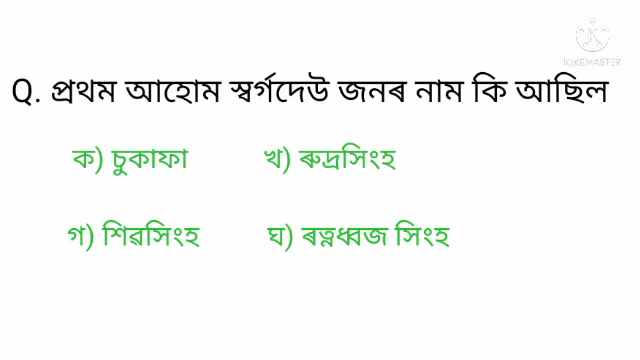 KINEMASTER
Q. প্ৰথম আহোম স্বৰ্গদেউ জনৰ নাম কি আছিল
ক) চুকাফা খ) ৰুদ্ৰসিংহ
গ) শিৱসিংহ ঘ) ৰত্নধ্বজ সিংহ